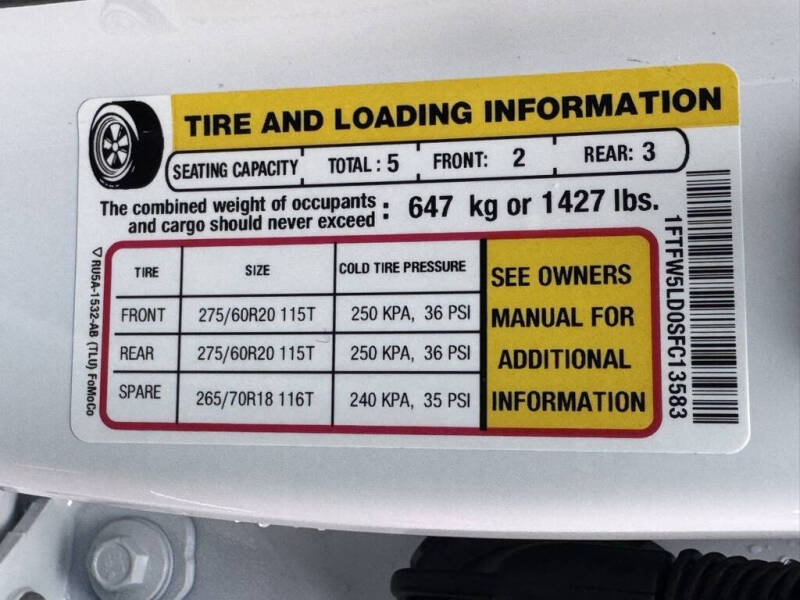 TIRE AND LOADING INFORMATION
SEATING CAPACITY TOTAL : 5 FRONT: 2 REAR: 3
The combined weight of occupants
and cargo should never exceed : 647 kg or 1427 lbs.
TIRE SIZE COLD TIRE PRESSURE
FRONT 275/60R20 115T 250 KPA, 36 PSI
REAR 275/60R20 115T 250 KPA, 36 PSI
SPARE 265/70R18 116T 240 KPA, 35 PSI
SEE OWNERS
MANUAL FOR
ADDITIONAL
INFORMATION
RU5A-1532-AB (TLU) FoMoCo
1FTFW5LD0SFC13583